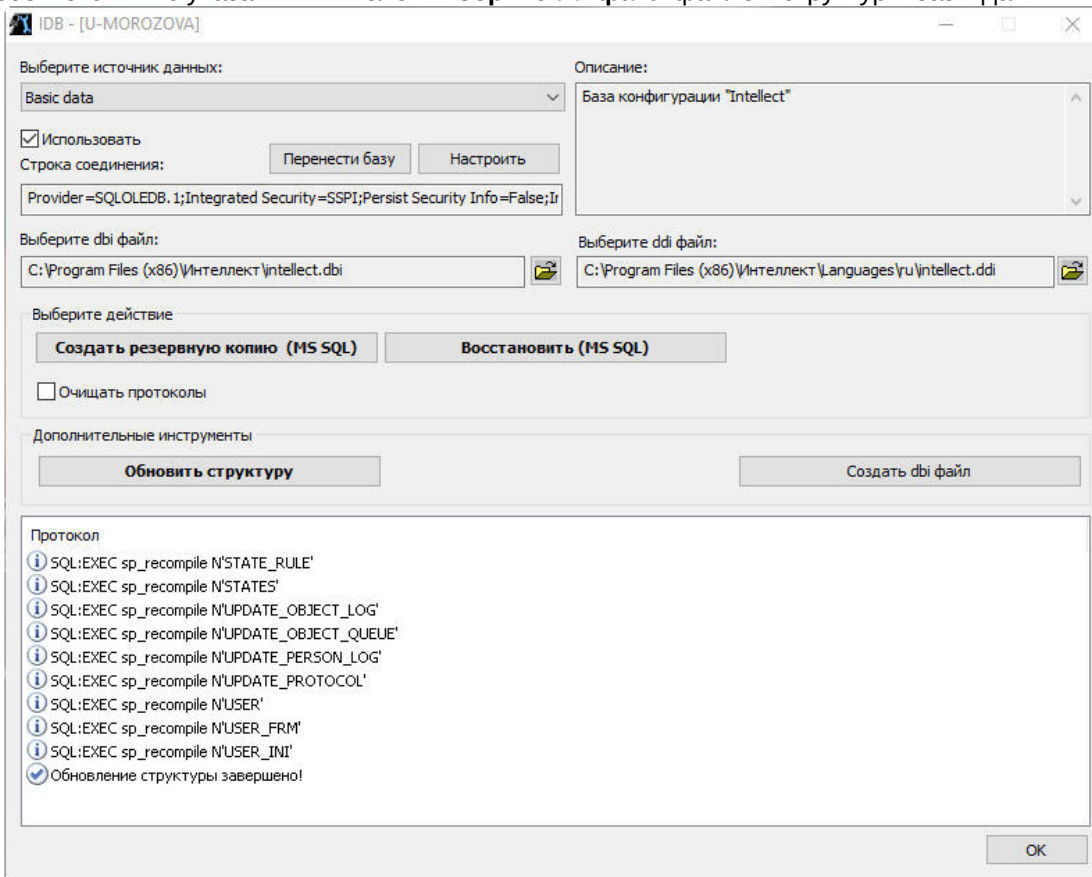 IDB - [U-MOROZOVA]
Выберите источник данных:
Описание:
Basic data
База конфигурации "Intellect"
Использовать
Строка соединения:
Перенести базу
Настроить
Provider=SQLOLEDB.1;Integrated Security=SSPI;Persist Security Info=False;Ir
Выберите dbi файл:
Выберите ddi файл:
C:\Program Files (x86)\Интеллект\intellect.dbi
C:\Program Files (x86)\Интеллект\Languages\ru\intellect.ddi
Выберите действие
Создать резервную копию (MS SQL)
Восстановить (MS SQL)
Очищать протоколы
Дополнительные инструменты
Обновить структуру
Создать dbi файл
Протокол
SQL:EXEC sp_recompile N'STATE_RULE'
SQL:EXEC sp_recompile N'STATES'
SQL:EXEC sp_recompile N'UPDATE_OBJECT_LOG'
SQL:EXEC sp_recompile N'UPDATE_OBJECT_QUEUE'
SQL:EXEC sp_recompile N'UPDATE_PERSON_LOG'
SQL:EXEC sp_recompile N'UPDATE_PROTOCOL'
SQL:EXEC sp_recompile N'USER'
SQL:EXEC sp_recompile N'USER_FRM'
SQL:EXEC sp_recompile N'USER_INI'
Обновление структуры завершено!
OK